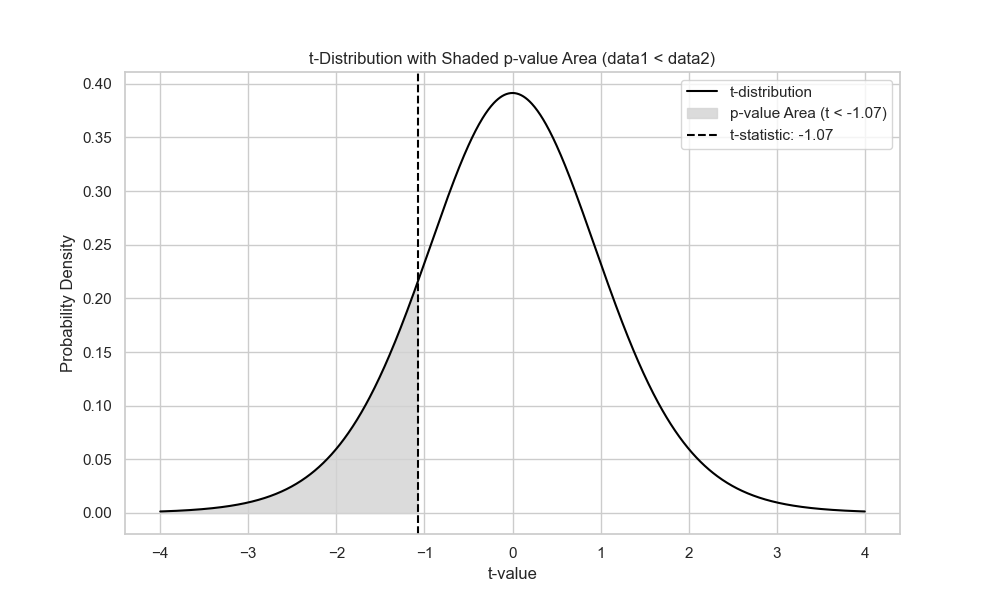 t-Distribution with Shaded p-value Area (data1 < data2)
t-distribution
p-value Area (t < -1.07)
t-statistic: -1.07
Probability Density
0.40
0.35
0.30
0.25
0.20
0.15
0.10
0.05
0.00
−4 −3 −2 −1 0 1 2 3 4
t-value